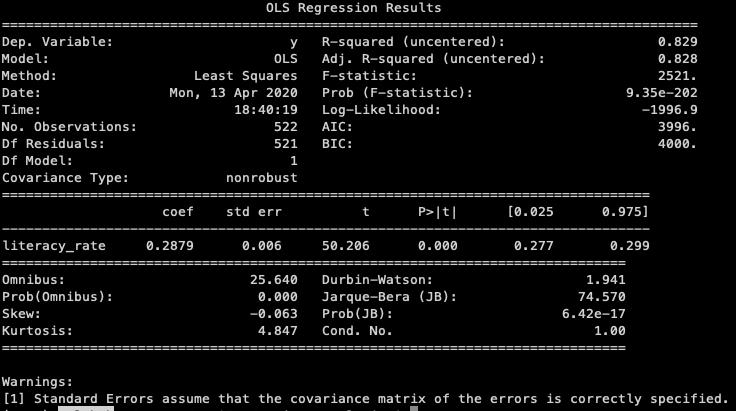 OLS Regression Results
==============================================================================
Dep. Variable: y R-squared (uncentered): 0.829
Model: OLS Adj. R-squared (uncentered): 0.828
Method: Least Squares F-statistic: 2521.
Date: Mon, 13 Apr 2020 Prob (F-statistic): 9.35e-202
Time: 18:40:19 Log-Likelihood: -1996.9
No. Observations: 522 AIC: 3996.
Df Residuals: 521 BIC: 4000.
Df Model: 1
Covariance Type: nonrobust
==============================================================================
coef std err t P>|t| [0.025 0.975]
------------------------------------------------------------------------------
literacy_rate 0.2879 0.006 50.206 0.000 0.277 0.299
==============================================================================
Omnibus: 25.640 Durbin-Watson: 1.941
Prob(Omnibus): 0.000 Jarque-Bera (JB): 74.570
Skew: -0.063 Prob(JB): 6.42e-17
Kurtosis: 4.847 Cond. No. 1.00
==============================================================================
Warnings:
[1] Standard Errors assume that the covariance matrix of the errors is correctly specified.